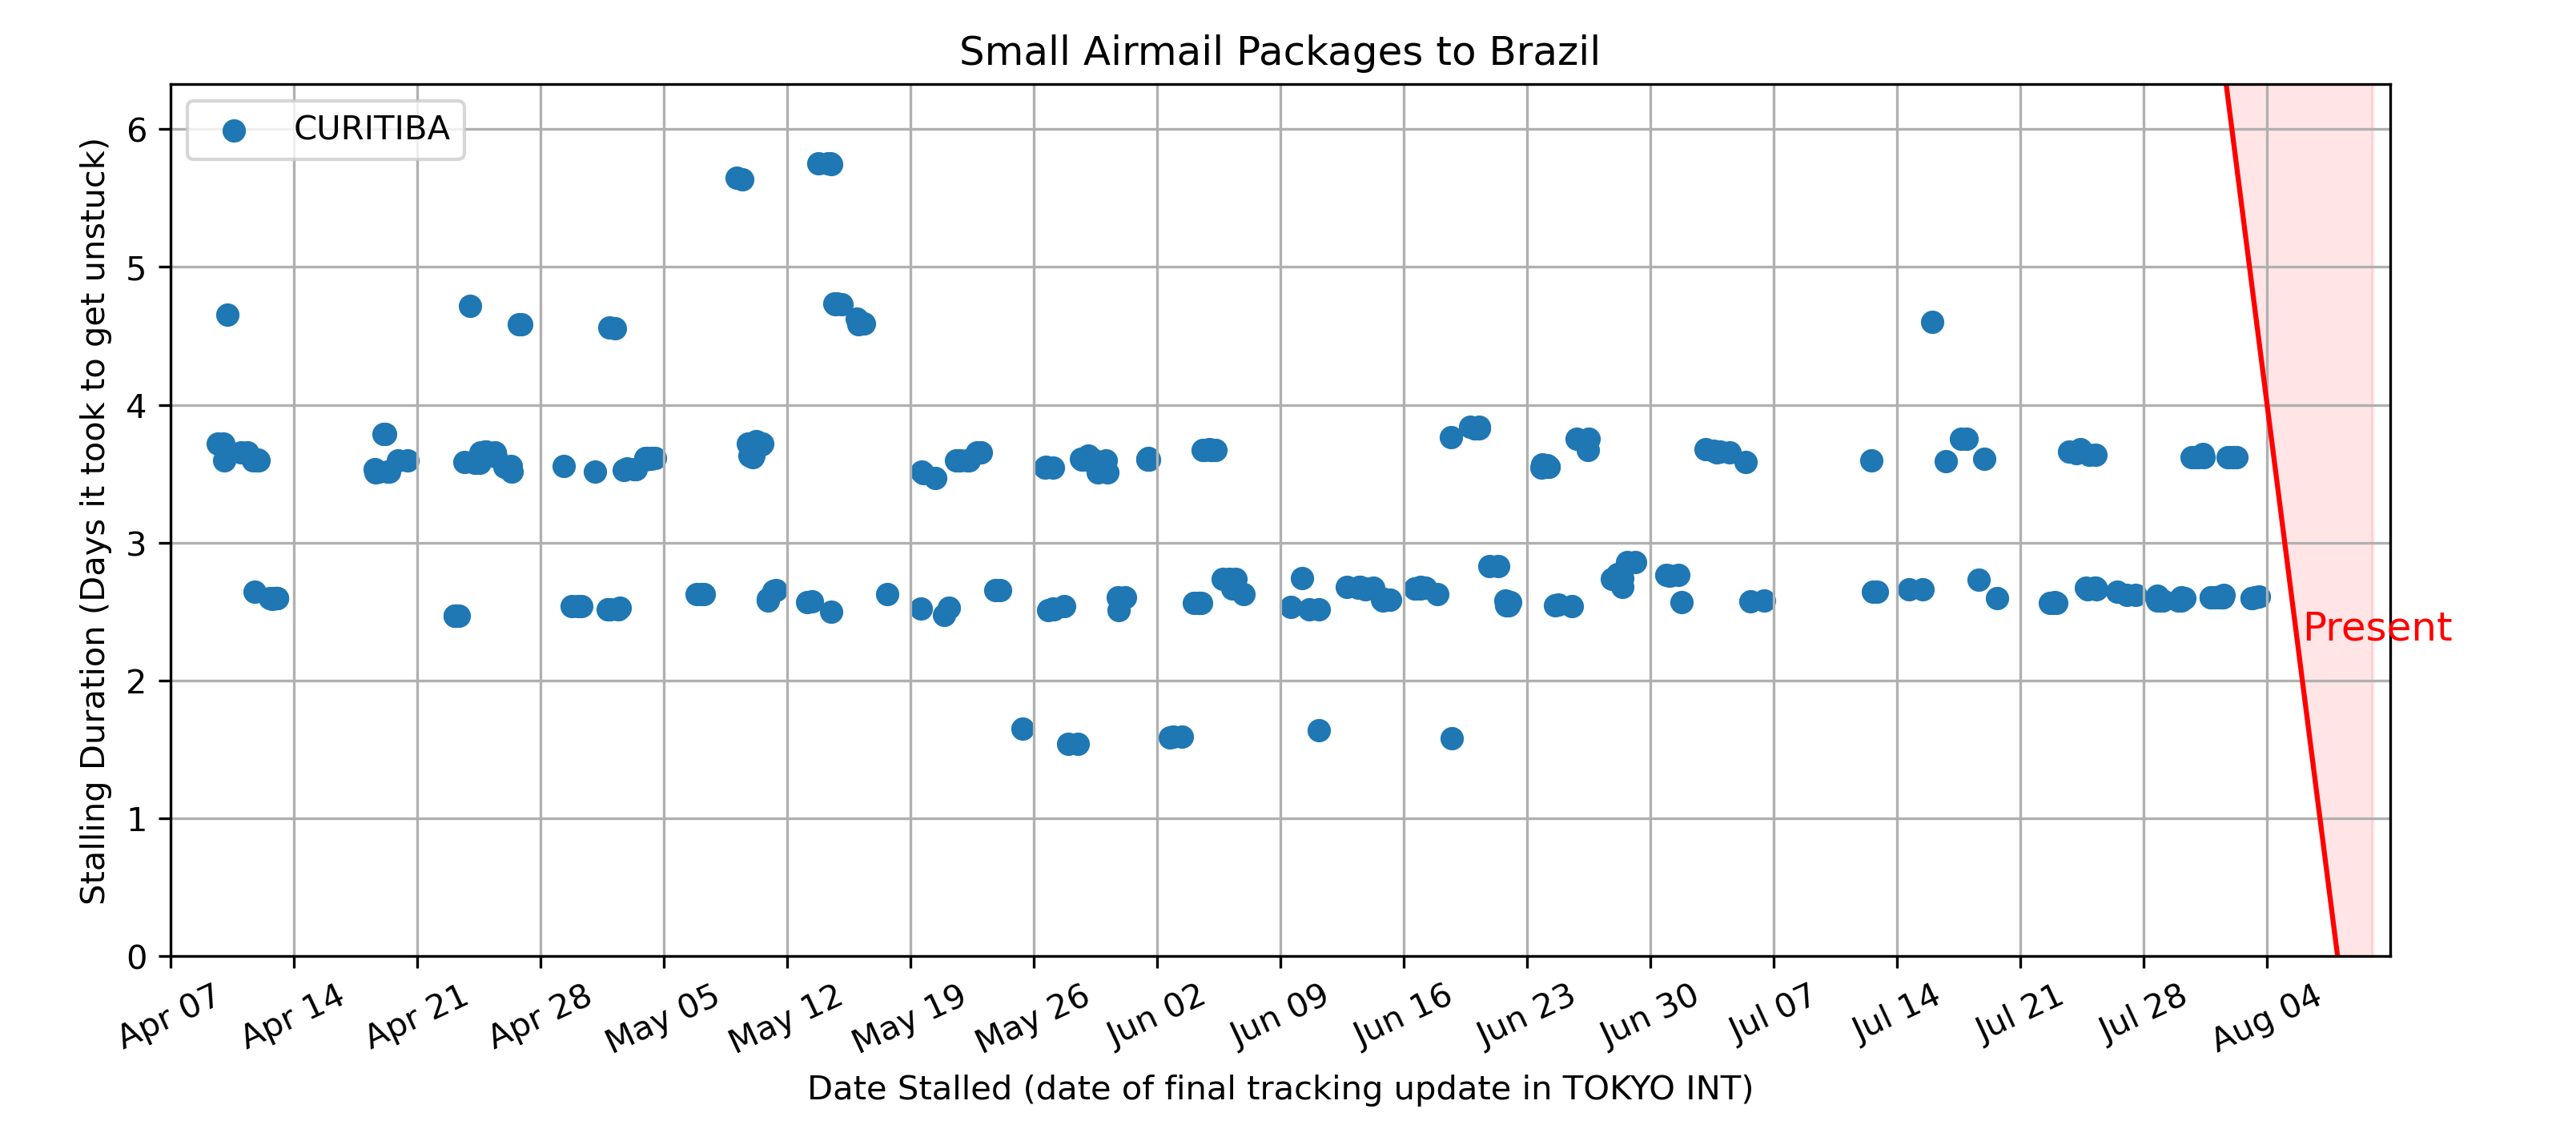 Small Airmail Packages to Brazil
CURITIBA
Stalling Duration (Days it took to get unstuck)
6
5
4
3
2
1
0
Present
Apr 07
Apr 14
Apr 21
Apr 28
May 05
May 12
May 19
May 26
Jun 02
Jun 09
Jun 16
Jun 23
Jun 30
Jul 07
Jul 14
Jul 21
Jul 28
Aug 04
Date Stalled (date of final tracking update in TOKYO INT)